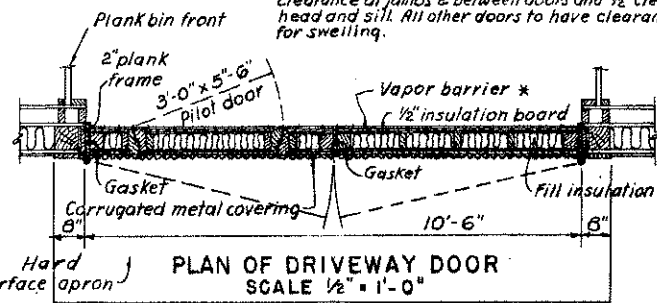 clearance at jambs & between doors and ½" clea
head and sill. All other doors to have clearan
for swelling.
Plank bin front
2" plank
frame
3'-0" x 5'-6"
Pilot door
Vapor barrier *
½" insulation board
Gasket
Corrugated metal covering
Gasket
Fill insulation
8"
10'-6"
8"
Hard
rface apron
PLAN OF DRIVEWAY DOOR
SCALE ½" = 1'-0"